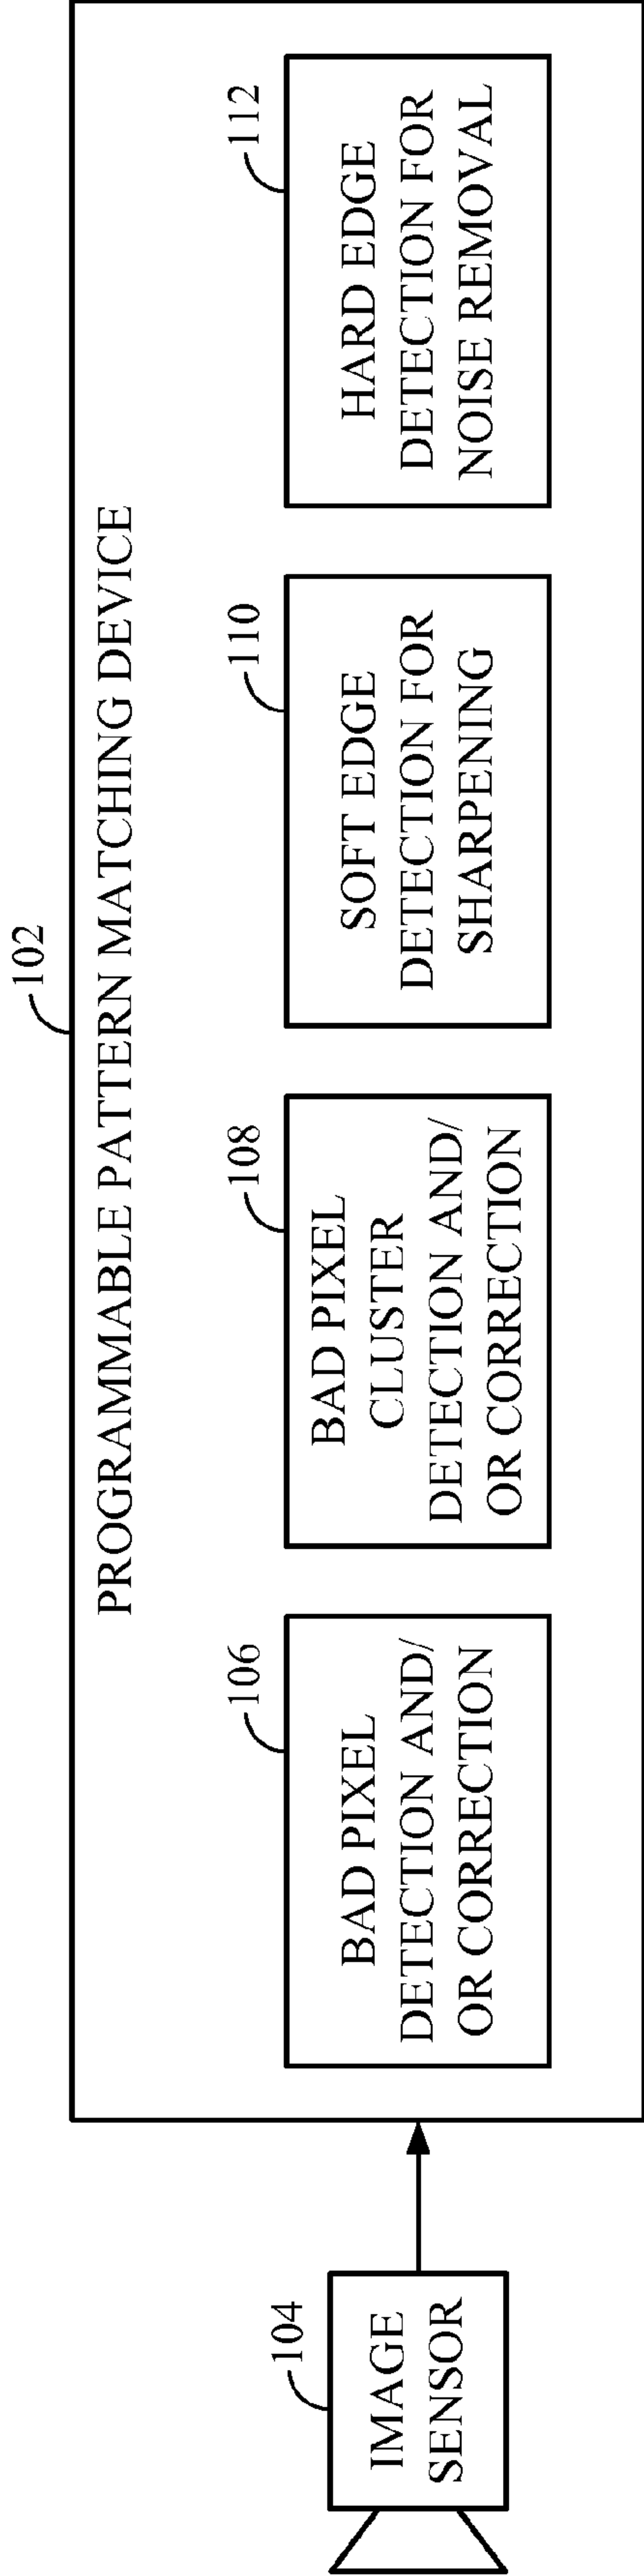 102
PROGRAMMABLE PATTERN MATCHING DEVICE
104
IMAGE
SENSOR
106
BAD PIXEL
DETECTION AND/
OR CORRECTION
108
BAD PIXEL
CLUSTER
DETECTION AND/
OR CORRECTION
110
SOFT EDGE
DETECTION FOR
SHARPENING
112
HARD EDGE
DETECTION FOR
NOISE REMOVAL